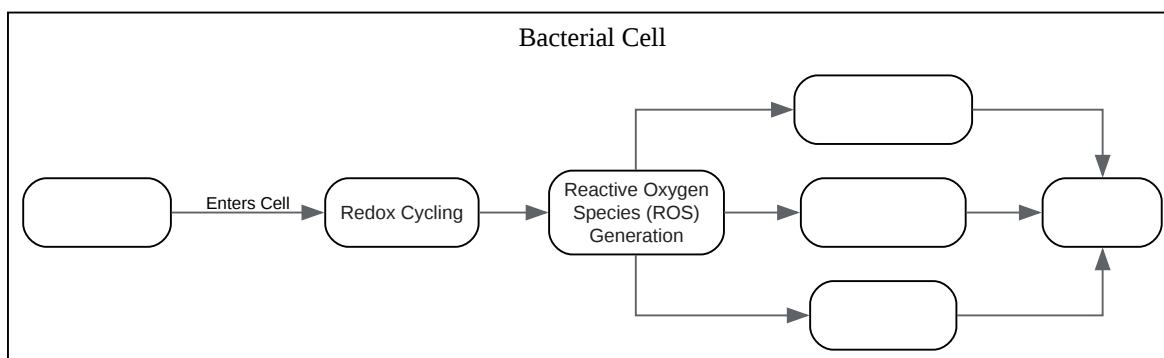 Bacterial Cell
Enters Cell
Redox Cycling
Reactive Oxygen
Species (ROS)
Generation